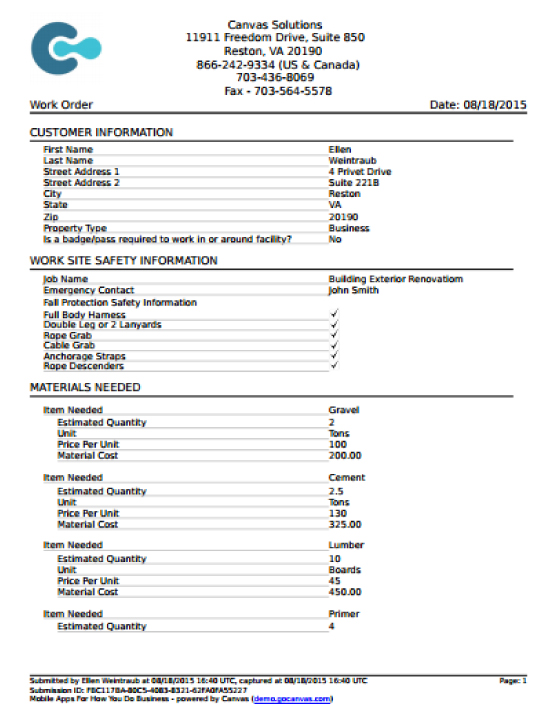 Canvas Solutions
11911 Freedom Drive, Suite 850
Reston, VA 20190
866-242-9334 (US & Canada)
703-436-8069
Fax - 703-564-5578
Work Order Date: 08/18/2015
CUSTOMER INFORMATION
First Name Ellen
Last Name Weintraub
Street Address 1 4 Privet Drive
Street Address 2 Suite 221B
City Reston
State VA
Zip 20190
Property Type Business
Is a badge/pass required to work in or around facility? No
WORK SITE SAFETY INFORMATION
Job Name Building Exterior Renovatiom
Emergency Contact John Smith
Fall Protection Safety Information
Full Body Harness ✓
Double Leg or 2 Lanyards ✓
Rope Grab ✓
Cable Grab ✓
Anchorage Straps ✓
Rope Descenders ✓
MATERIALS NEEDED
Item Needed Gravel
Estimated Quantity 2
Unit Tons
Price Per Unit 100
Material Cost 200.00
Item Needed Cement
Estimated Quantity 2.5
Unit Tons
Price Per Unit 130
Material Cost 325.00
Item Needed Lumber
Estimated Quantity 10
Unit Boards
Price Per Unit 45
Material Cost 450.00
Item Needed Primer
Estimated Quantity 4
Submitted by Ellen Weintraub at 08/18/2015 16:40 UTC, captured at 08/18/2015 16:40 UTC Page: 1
Submission ID:
Mobile Apps For How You Do Business - powered by Canvas (demo.gocanvas.com)